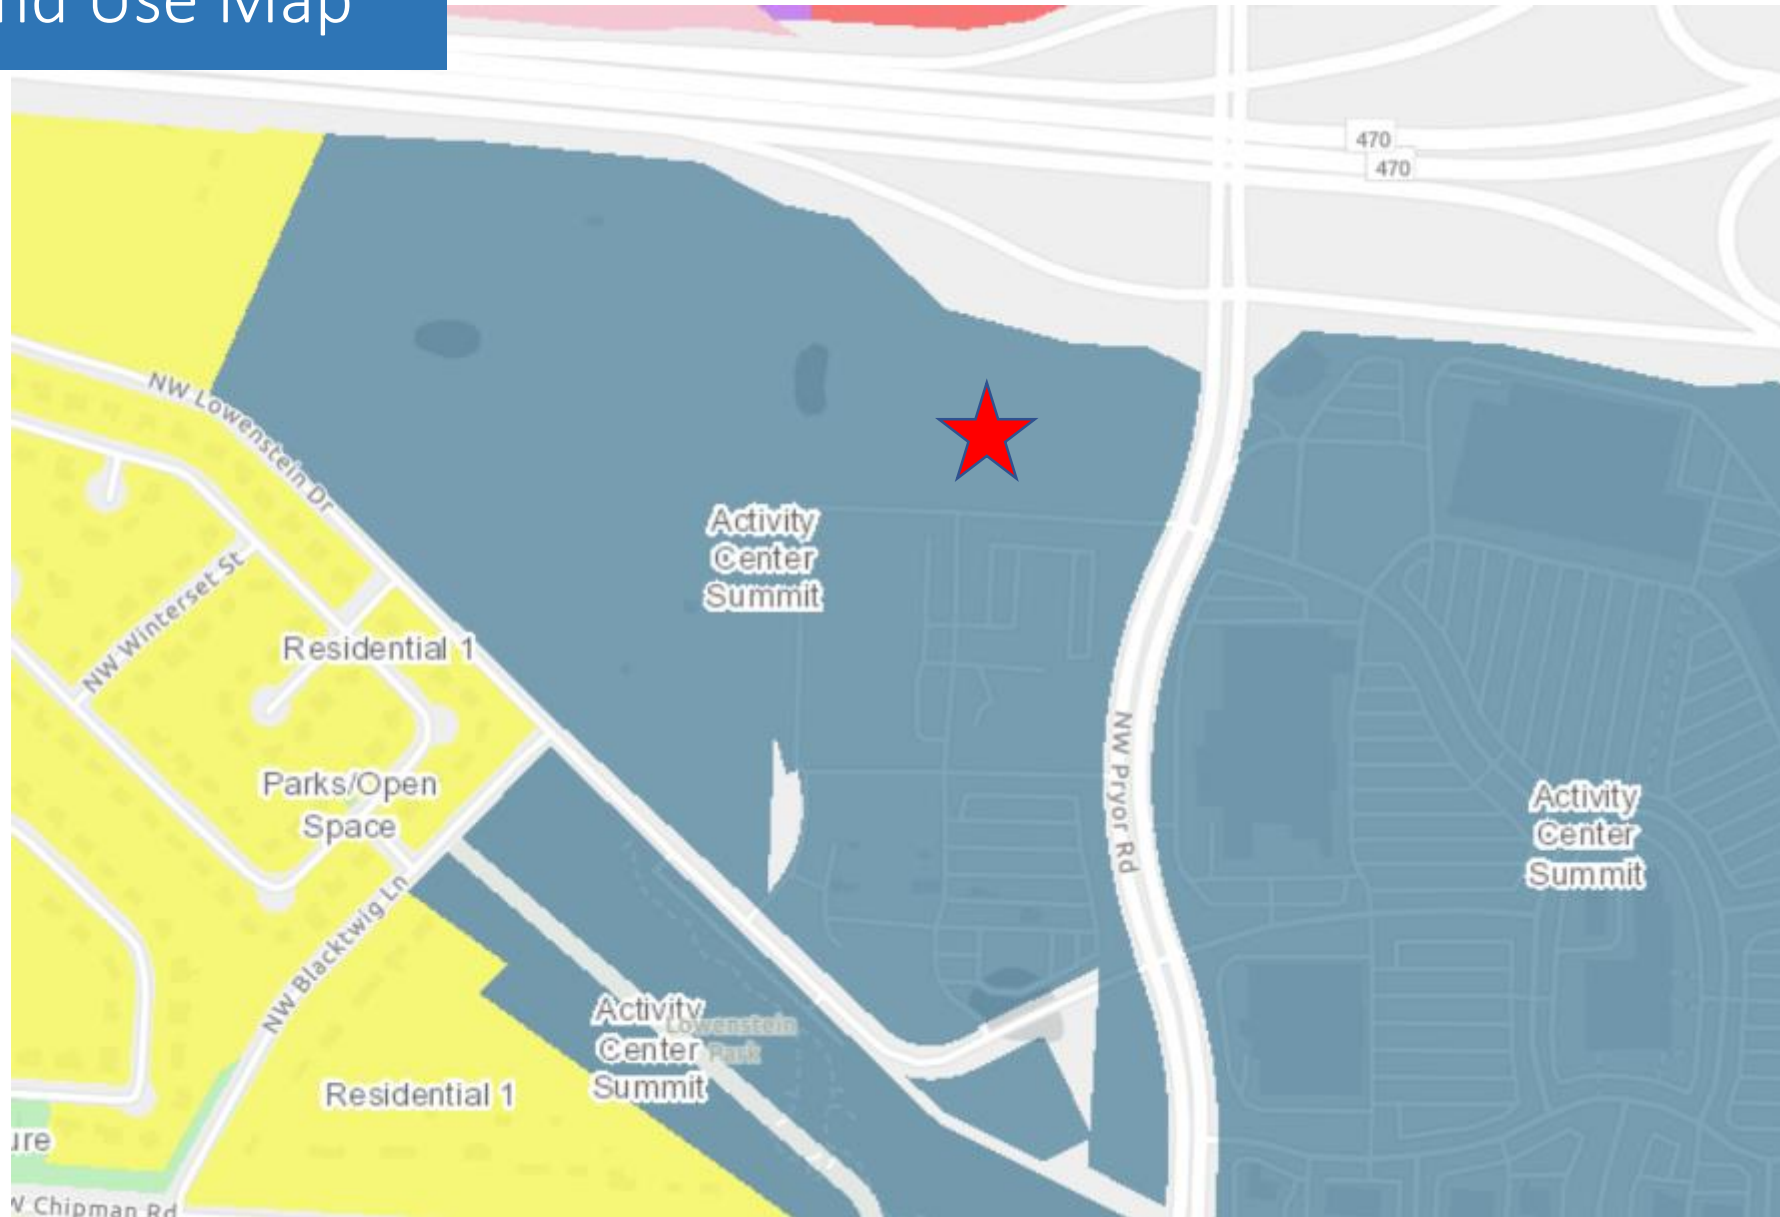 nd Use Map
470
470
NW Lowenstein Dr
Activity
Center
Summit
NW Winterset St
Residential 1
NW Pryor Rd
Parks/Open
Space
Activity
Center
Summit
NW Blacktwig Ln
Activity
Center
Summit
Lowenstein
Park
Residential 1
ure
W Chipman Rd